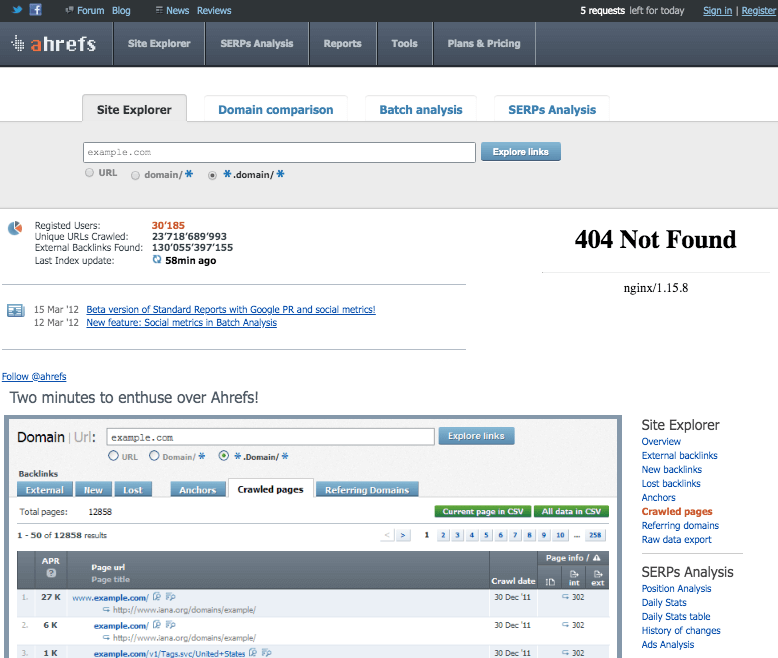 Forum Blog News Reviews 5 requests left for today Sign in | Register
ahrefs Site Explorer SERPs Analysis Reports Tools Plans & Pricing
Site Explorer Domain comparison Batch analysis SERPs Analysis
example.com Explore links
URL domain/* *.domain/*
Registed Users: 30'185
Unique URLs Crawled: 23'718'689'993
External Backlinks Found: 130'055'397'155
Last Index update: 58min ago
404 Not Found
nginx/1.15.8
15 Mar '12 Beta version of Standard Reports with Google PR and social metrics!
12 Mar '12 New feature: Social metrics in Batch Analysis
Follow @ahrefs
Two minutes to enthuse over Ahrefs!
Domain | Url: example.com Explore links
URL Domain/* *.Domain/*
Backlinks
External New Lost Anchors Crawled pages Referring Domains
Total pages: 12858 Current page in CSV All data in CSV
1 - 50 of 12858 results < > 1 2 3 4 5 6 7 8 9 10 ... 258
APR ? Page url Page info /
Page title Crawl date int ext
1. 27 K www.example.com/ 30 Dec '11 302
http://www.iana.org/domains/example/
2. 6 K example.com/ 30 Dec '11 302
http://www.iana.org/domains/example/
3. 1 K example.com/v1/Tags.svc/United+States 30 Dec '11 302
Site Explorer
Overview
External backlinks
New backlinks
Lost backlinks
Anchors
Crawled pages
Referring domains
Raw data export
SERPs Analysis
Position Analysis
Daily Stats
Daily Stats table
History of changes
Ads Analysis